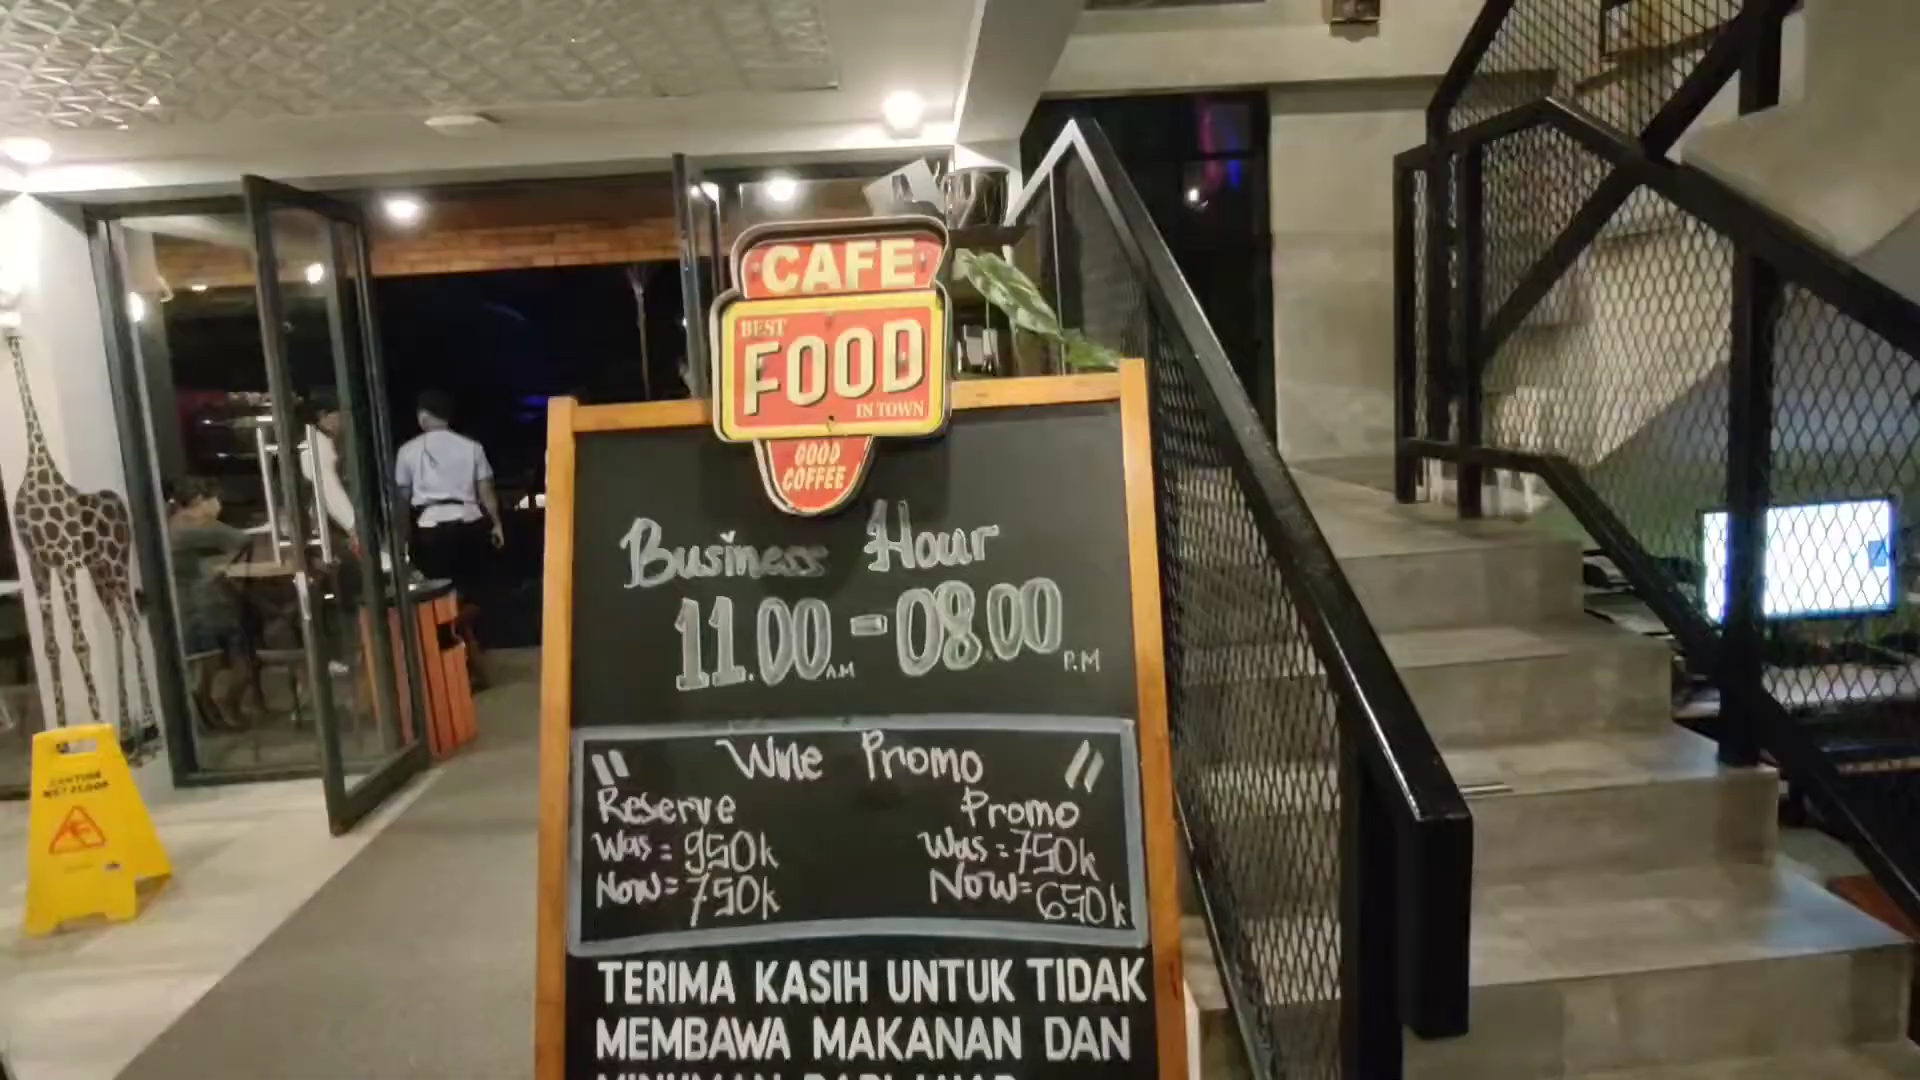 CAFE
BEST
FOOD
IN TOWN
GOOD
COFFEE
Business Hour
11.00 A.M - 08.00 P.M
" Wine Promo "
Reserve
Was = 950k
Now = 750k
Promo
Was = 750k
Now = 650k
TERIMA KASIH UNTUK TIDAK
MEMBAWA MAKANAN DAN
CAUTION
WET FLOOR